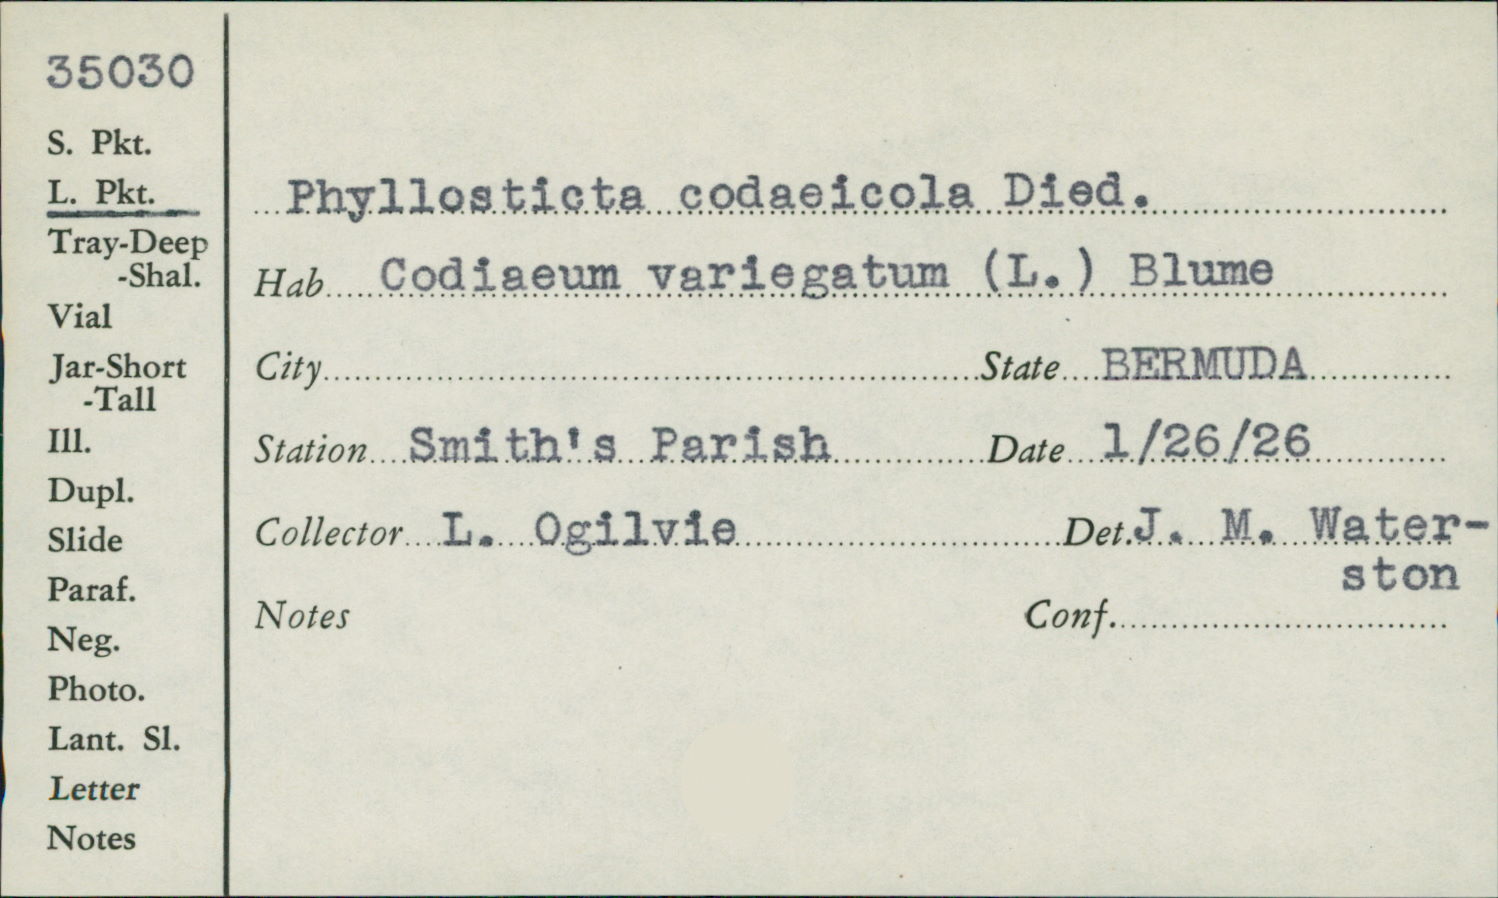 35030
S. Pkt.
L. Pkt.
Tray-Deep
-Shal.
Vial
Jar-Short
-Tall
Ill.
Dupl.
Slide
Paraf.
Neg.
Photo.
Lant. Sl.
Letter
Notes
Phyllosticta codaeicola Died.
Hab Codiaeum variegatum (L.) Blume
City State BERMUDA
Station Smith's Parish Date 1/26/26
Collector L. Ogilvie Det. J. M. Water-
ston
Notes Conf.